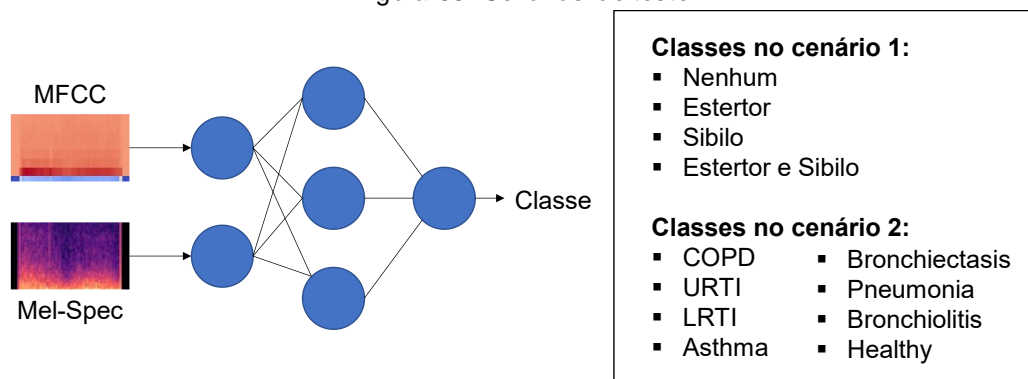 MFCC
Mel-Spec
Classe
Classes no cenário 1:
▪ Nenhum
▪ Estertor
▪ Sibilo
▪ Estertor e Sibilo
Classes no cenário 2:
▪ COPD
▪ URTI
▪ LRTI
▪ Asthma
▪ Bronchiectasis
▪ Pneumonia
▪ Bronchiolitis
▪ Healthy